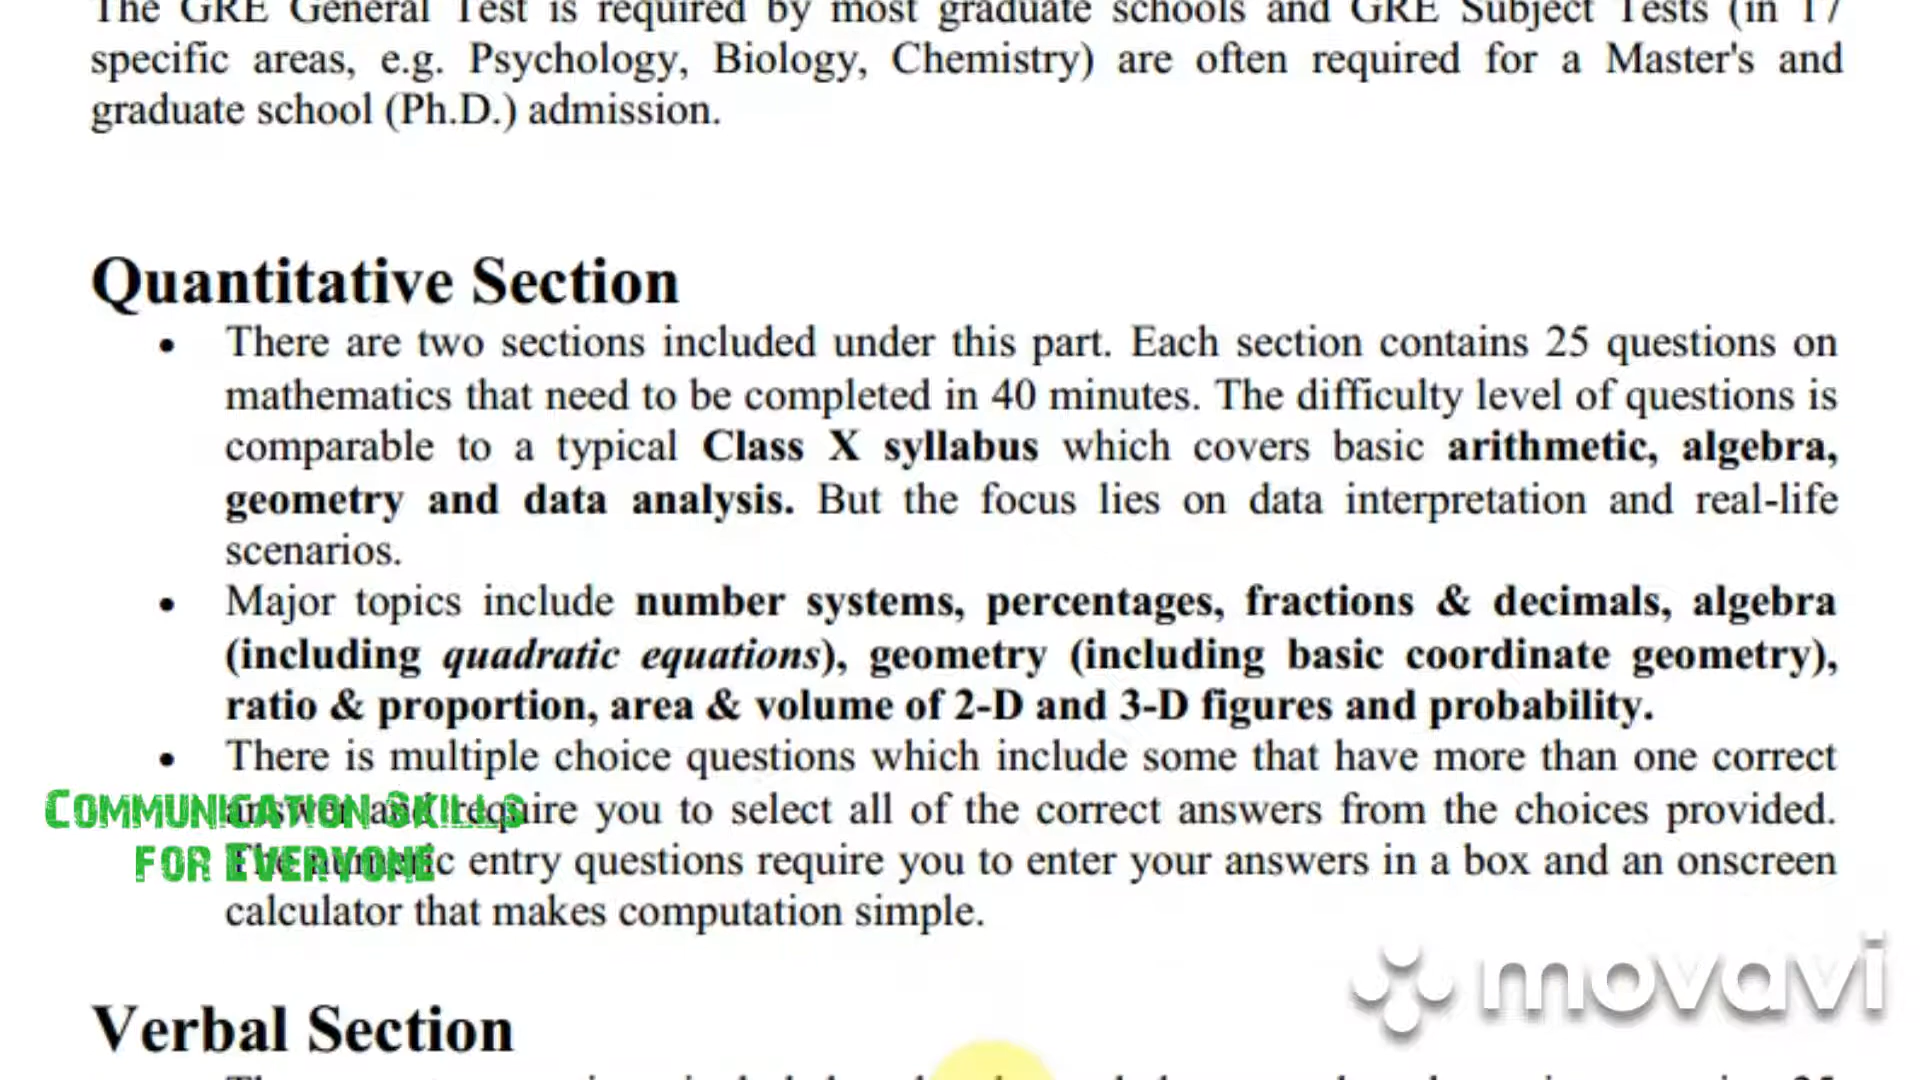 The GRE General Test is required by most graduate schools and GRE Subject Tests (in 17
specific areas, e.g. Psychology, Biology, Chemistry) are often required for a Master's and
graduate school (Ph.D.) admission.
Quantitative Section
• There are two sections included under this part. Each section contains 25 questions on
mathematics that need to be completed in 40 minutes. The difficulty level of questions is
comparable to a typical Class X syllabus which covers basic arithmetic, algebra,
geometry and data analysis. But the focus lies on data interpretation and real-life
scenarios.
• Major topics include number systems, percentages, fractions & decimals, algebra
(including quadratic equations), geometry (including basic coordinate geometry),
ratio & proportion, area & volume of 2-D and 3-D figures and probability.
• There is multiple choice questions which include some that have more than one correct
answer and require you to select all of the correct answers from the choices provided.
The numeric entry questions require you to enter your answers in a box and an onscreen
calculator that makes computation simple.
Communication Skills
for Everyone
movavi
Verbal Section